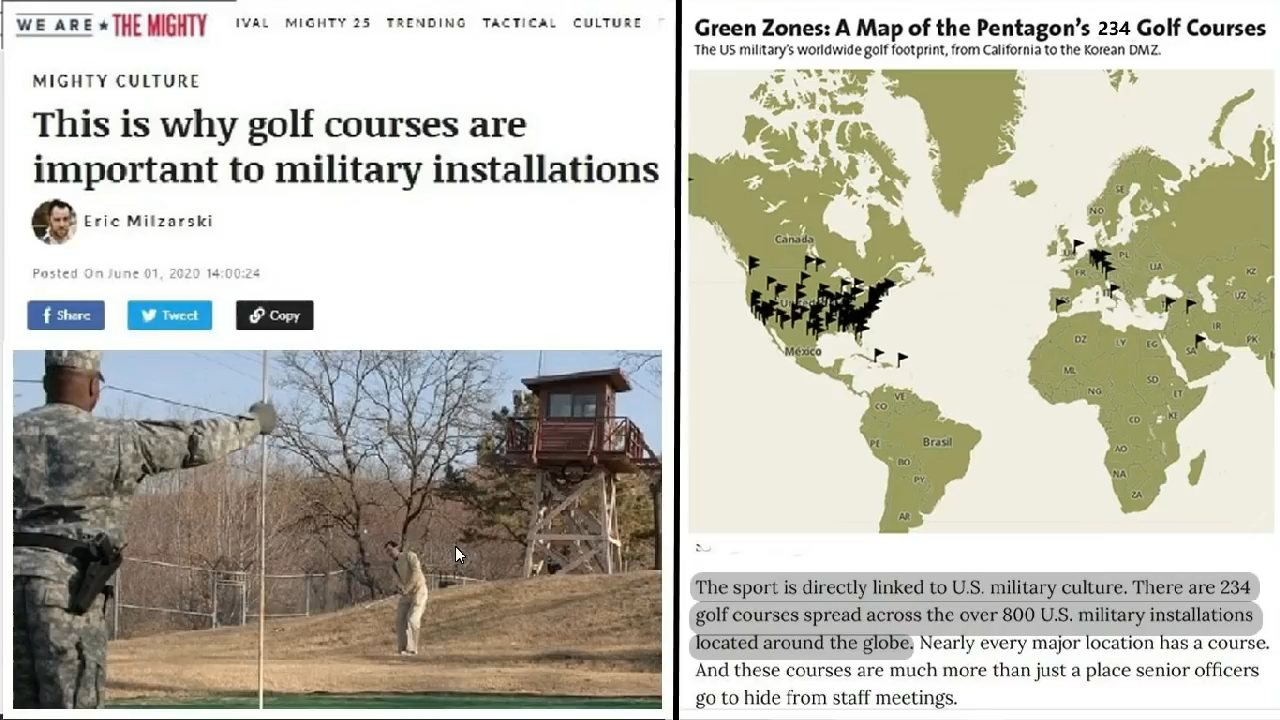 WE ARE ★ THE MIGHTY
IVAL MIGHTY 25 TRENDING TACTICAL CULTURE
MIGHTY CULTURE
This is why golf courses are
important to military installations
Eric Milzarski
Posted On June 01, 2020 14:00:24
Share Tweet Copy
Green Zones: A Map of the Pentagon's 234 Golf Courses
The US military's worldwide golf footprint, from California to the Korean DMZ.
SE
NO
Canada
PL
UA
FR
KZ
UZ
IR
PK
México
DZ LY EG SA
ML
NG SD
ET
VE
CO
KE
CD
PE Brasil
AO
BO
NA
PY
ZA
AR
The sport is directly linked to U.S. military culture. There are 234
golf courses spread across the over 800 U.S. military installations
located around the globe. Nearly every major location has a course.
And these courses are much more than just a place senior officers
go to hide from staff meetings.